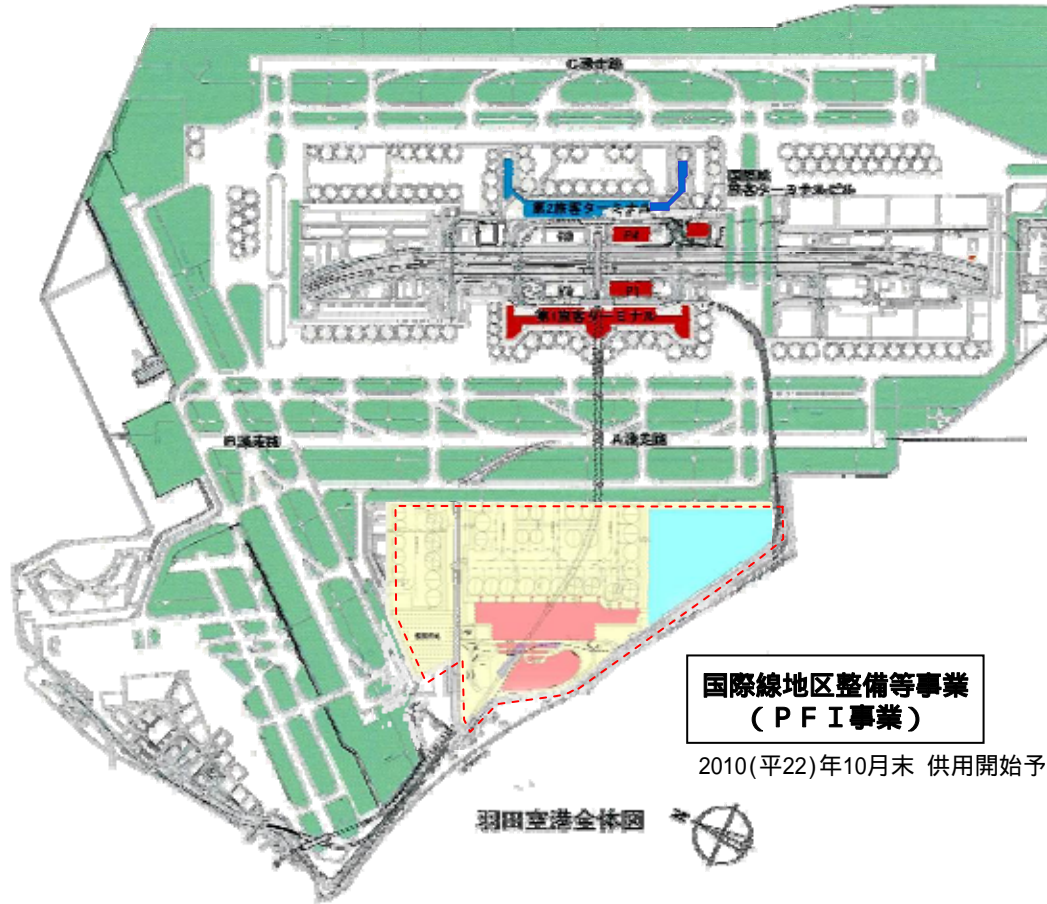 C滑走路
国際線
旅客ターミナルビル
第2旅客ターミナル
P3
P4
P2
P1
第1旅客ターミナル
B滑走路
A滑走路
国際線地区整備等事業
（ＰＦＩ事業）
2010(平22)年10月末 供用開始予
羽田空港全体図